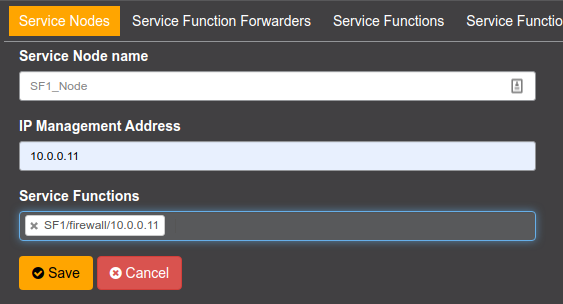 Service Nodes Service Function Forwarders Service Functions Service Functio
Service Node name
SF1_Node
IP Management Address
10.0.0.11
Service Functions
× SF1/firewall/10.0.0.11
Save Cancel